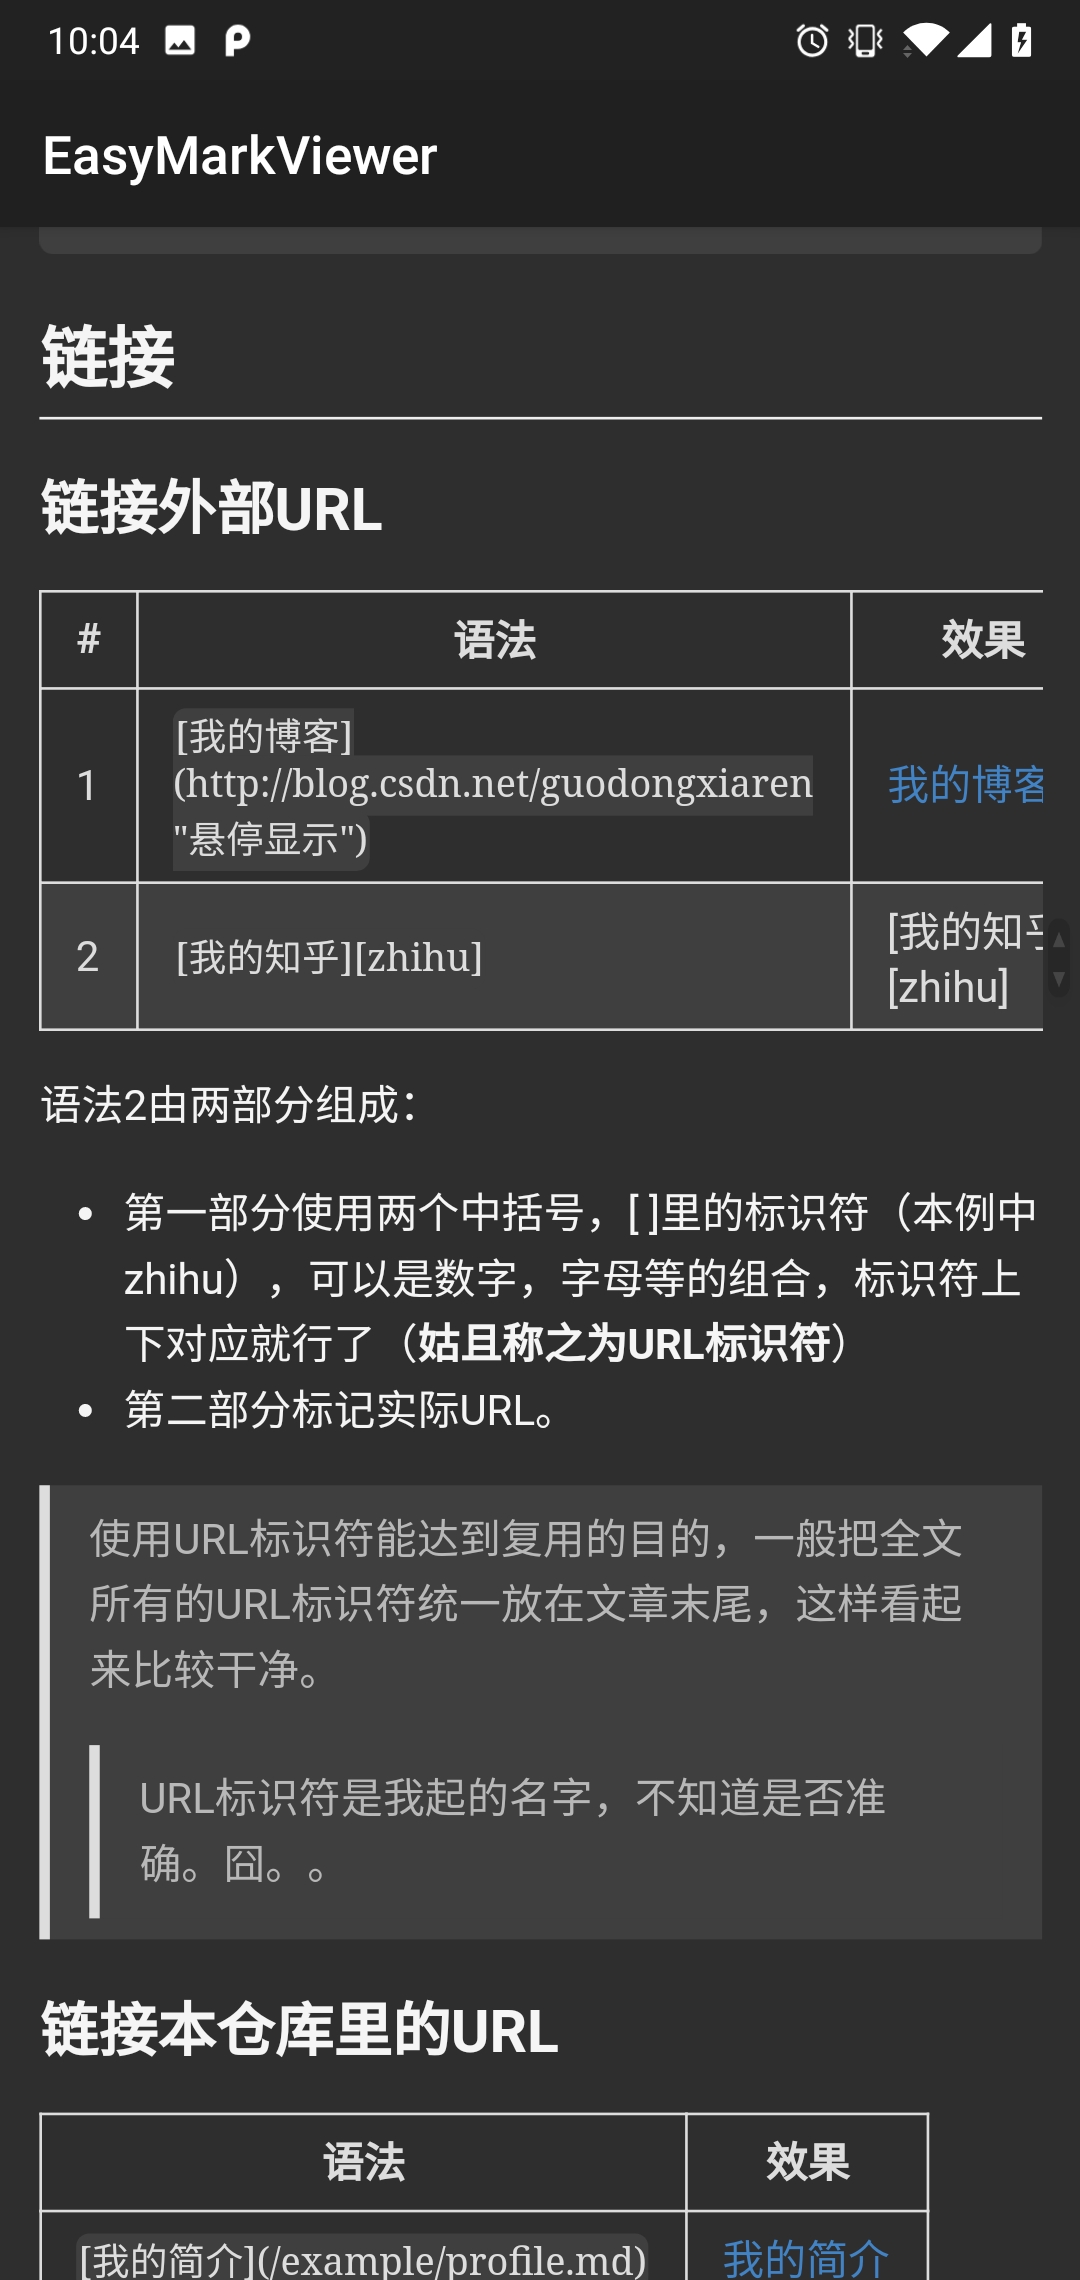 10:04
EasyMarkViewer
链接
链接外部URL
# 语法 效果
1 [我的博客]
(http://blog.csdn.net/guodongxiaren
"悬停显示")
我的博客
2 [我的知乎][zhihu]
[我的知乎
[zhihu]
语法2由两部分组成：
第一部分使用两个中括号，[ ]里的标识符（本例中
zhihu），可以是数字，字母等的组合，标识符上
下对应就行了（姑且称之为URL标识符）
第二部分标记实际URL。
使用URL标识符能达到复用的目的，一般把全文
所有的URL标识符统一放在文章末尾，这样看起
来比较干净。
URL标识符是我起的名字，不知道是否准
确。囧。。
链接本仓库里的URL
语法 效果
[我的简介](/example/profile.md) 我的简介